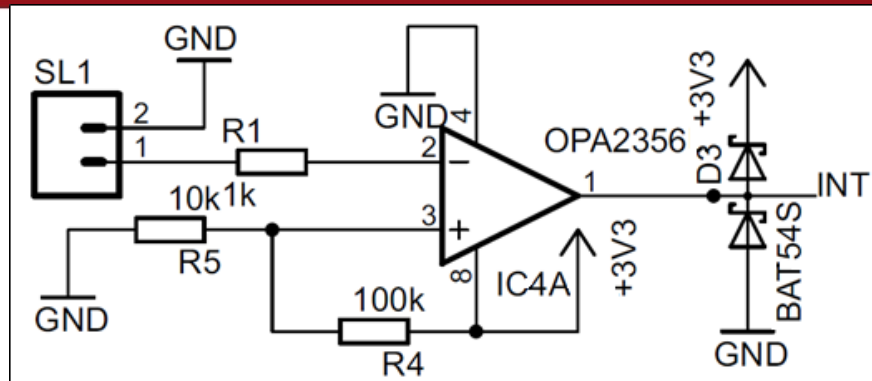 GND
SL1
2
1
R1
1k
GND
4
2
3
OPA2356
1
8
IC4A
+3V3
10k
R5
GND
100k
R4
+3V3
D3
INT
BAT54S
GND